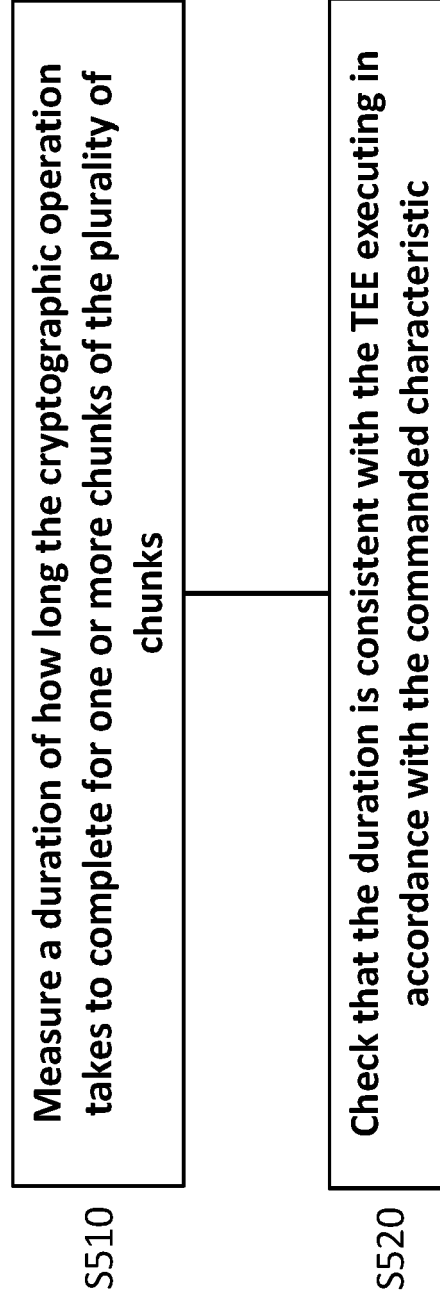 S510
Measure a duration of how long the cryptographic operation
takes to complete for one or more chunks of the plurality of
chunks
S520
Check that the duration is consistent with the TEE executing in
accordance with the commanded characteristic